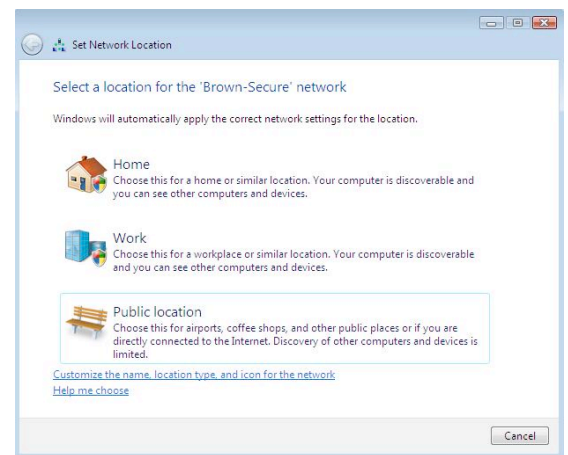 Set Network Location
Select a location for the 'Brown-Secure' network
Windows will automatically apply the correct network settings for the location.
Home
Choose this for a home or similar location. Your computer is discoverable and
you can see other computers and devices.
Work
Choose this for a workplace or similar location. Your computer is discoverable
and you can see other computers and devices.
Public location
Choose this for airports, coffee shops, and other public places or if you are
directly connected to the Internet. Discovery of other computers and devices is
limited.
Customize the name, location type, and icon for the network
Help me choose
Cancel